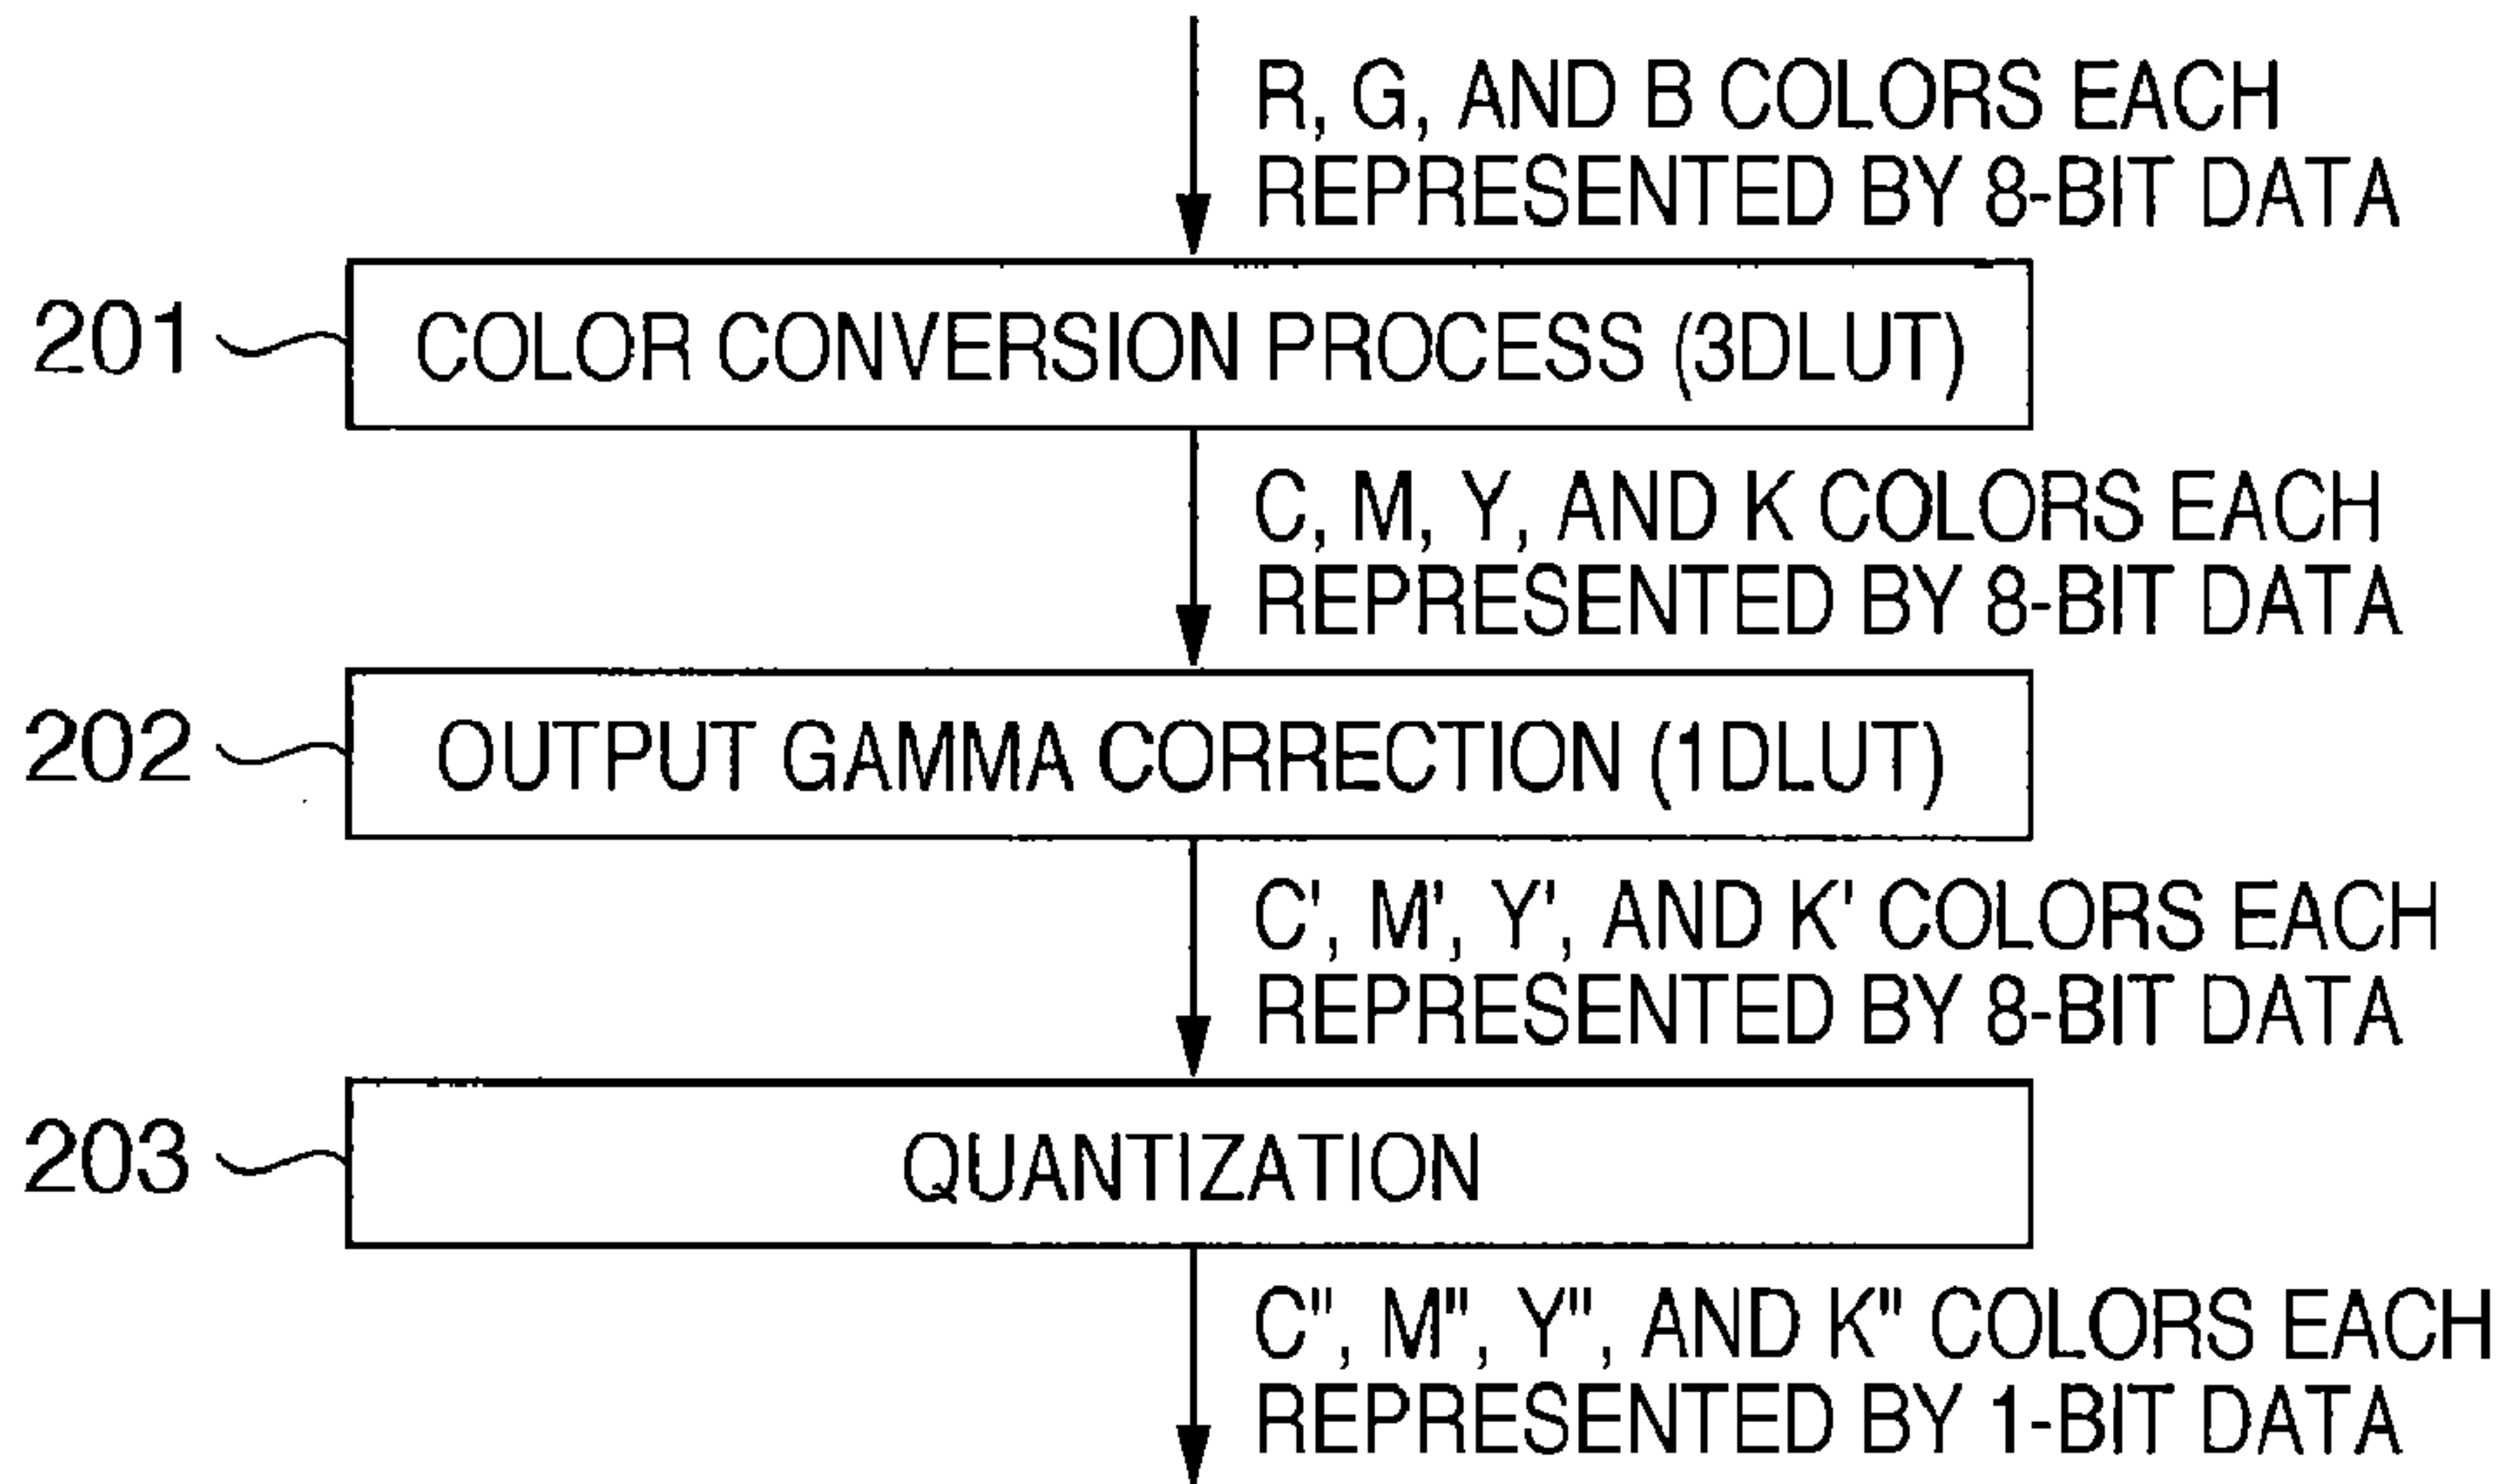 R, G, AND B COLORS EACH
REPRESENTED BY 8-BIT DATA
201
COLOR CONVERSION PROCESS (3DLUT)
C, M, Y, AND K COLORS EACH
REPRESENTED BY 8-BIT DATA
202
OUTPUT GAMMA CORRECTION (1DLUT)
C', M', Y', AND K' COLORS EACH
REPRESENTED BY 8-BIT DATA
203
QUANTIZATION
C", M", Y", AND K" COLORS EACH
REPRESENTED BY 1-BIT DATA